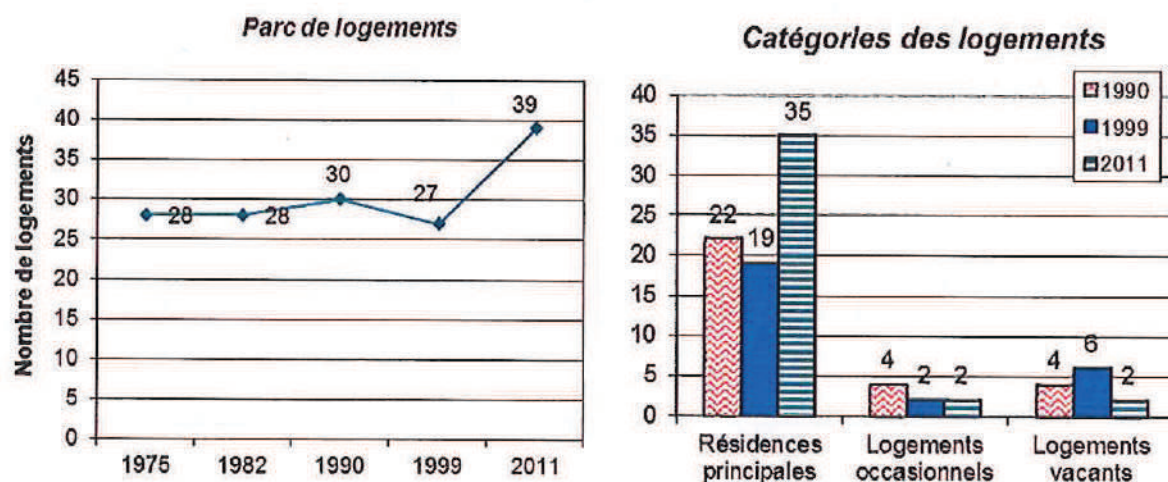 Parc de logements
Nombre de logements
45
40
35
30
25
20
15
10
5
0
28
28
30
27
39
1975 1982 1990 1999 2011
Catégories des logements
1990
1999
2011
40
35
30
25
20
15
10
5
0
22 19 35
4 2 2
4 6 2
Résidences principales
Logements occasionnels
Logements vacants